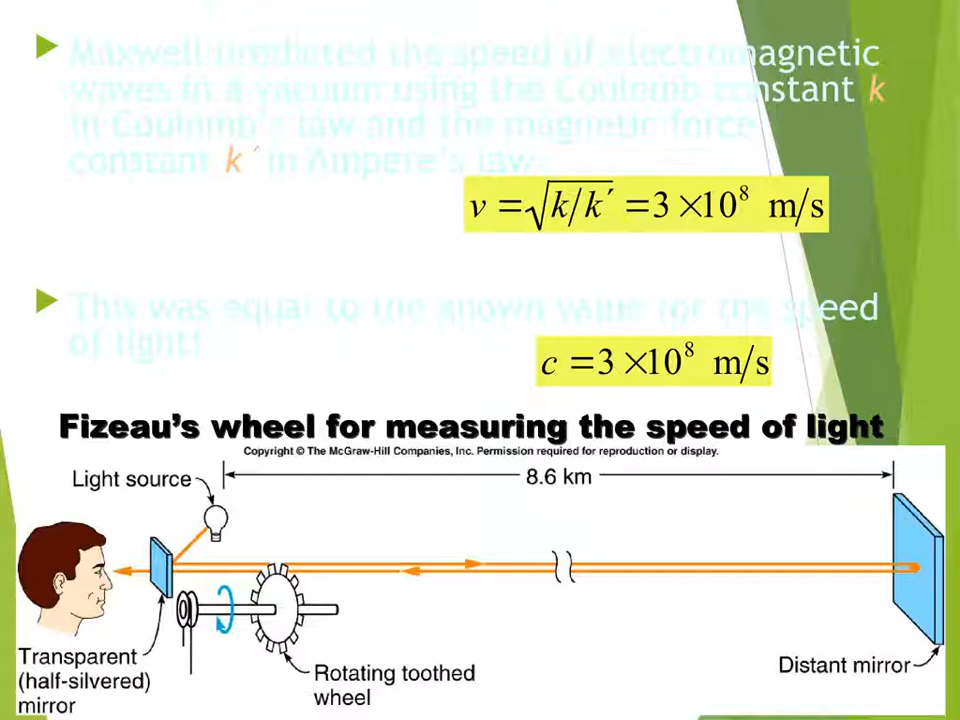 Maxwell predicted the speed of electromagnetic
waves in a vacuum using the Coulomb constant k
in Coulomb's law and the magnetic force
constant k´ in Ampere's law.
v = √k/k´ = 3 ×10⁸ m/s
This was equal to the known value for the speed
of light!
c = 3 ×10⁸ m/s
Fizeau's wheel for measuring the speed of light
Copyright © The McGraw-Hill Companies, Inc. Permission required for reproduction or display.
8.6 km
Light source
Transparent
(half-silvered)
mirror
Rotating toothed
wheel
Distant mirror